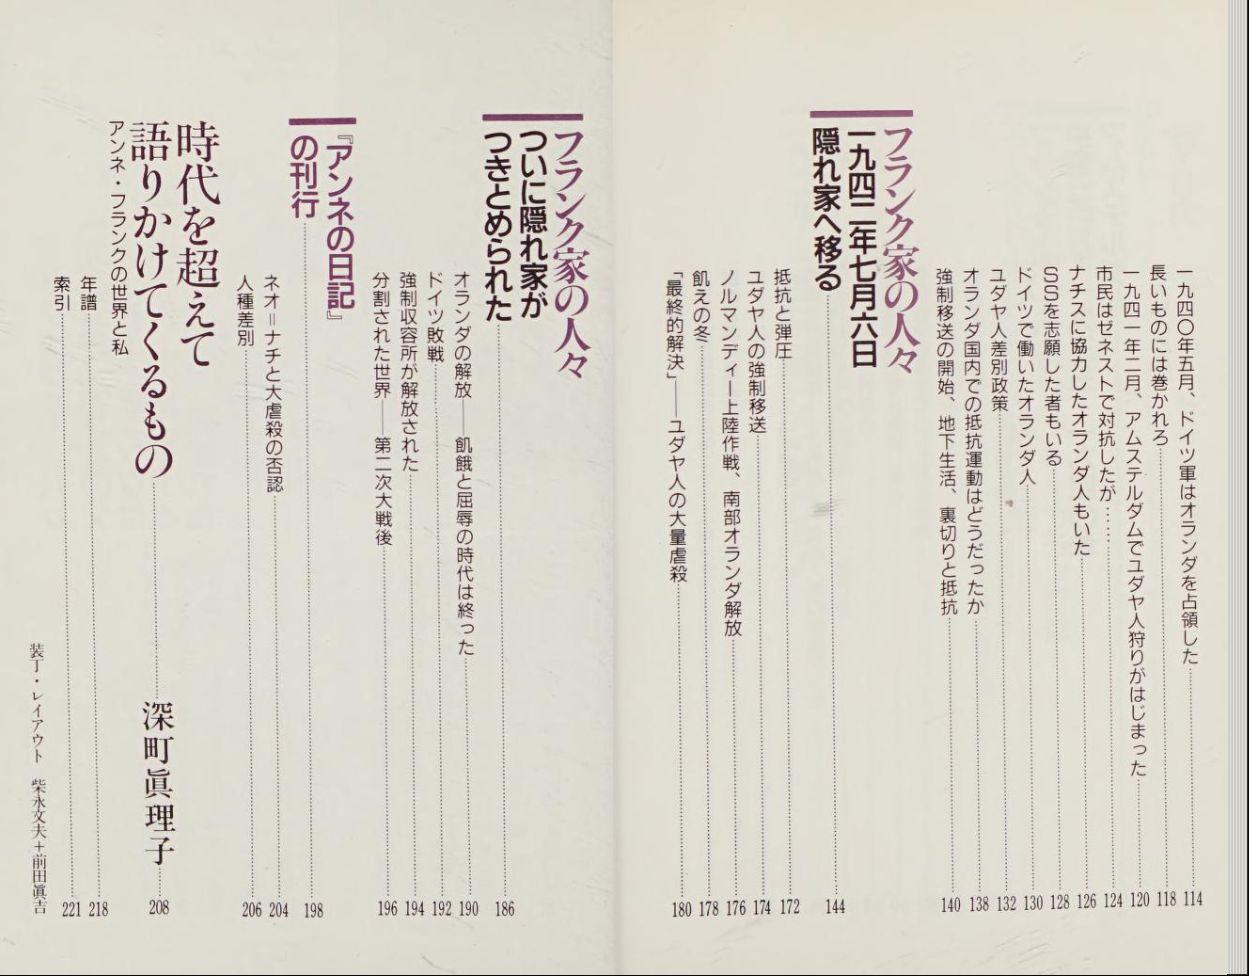 一九四〇年五月、ドイツ軍はオランダを占領した 114
長いものには巻かれろ 118
一九四一年二月、アムステルダムでユダヤ人狩りがはじまった 120
市民はゼネストで対抗したが…… 124
ナチスに協力したオランダ人もいた 126
SSを志願した者もいる 128
ドイツで働いたオランダ人 130
ユダヤ人差別政策 132
オランダ国内での抵抗運動はどうだったか 138
強制移送の開始、地下生活、裏切りと抵抗 140
フランク家の人々
一九四二年七月六日
隠れ家へ移る 144
抵抗と弾圧 172
ユダヤ人の強制移送 174
ノルマンディー上陸作戦、南部オランダ解放 176
飢えの冬 178
「最終的解決」――ユダヤ人の大量虐殺 180
フランク家の人々
ついに隠れ家が
つきとめられた 186
オランダの解放――飢餓と屈辱の時代は終った 190
ドイツ敗戦 192
強制収容所が解放された 194
分割された世界――第二次大戦後 196
『アンネの日記』
の刊行 198
ネオ=ナチと大虐殺の否認 204
人種差別 206
時代を超えて
語りかけてくるもの 深町眞理子 208
アンネ・フランクの世界と私
年譜 218
索引 221
装丁・レイアウト 柴永文夫+前田眞吉